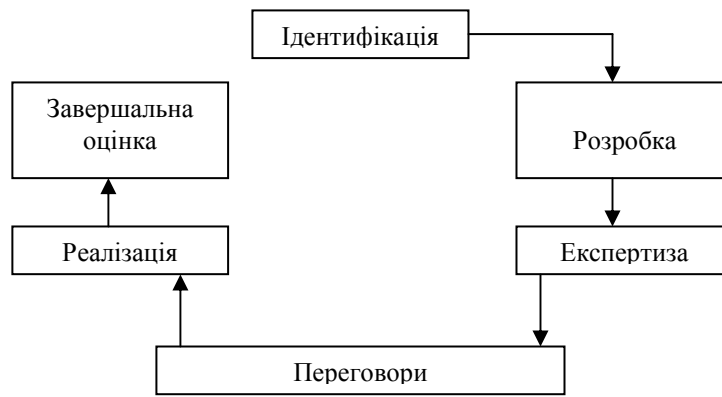 Ідентифікація
Завершальна
оцінка
Розробка
Реалізація
Експертиза
Переговори